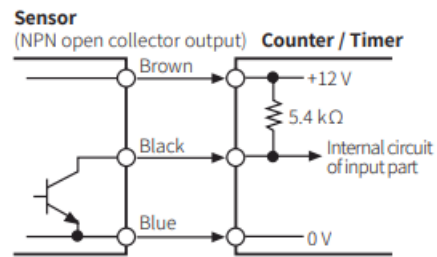 Sensor
(NPN open collector output) Counter / Timer
Brown
+12 V
5.4 kΩ
Black
Internal circuit
of input part
Blue
0 V